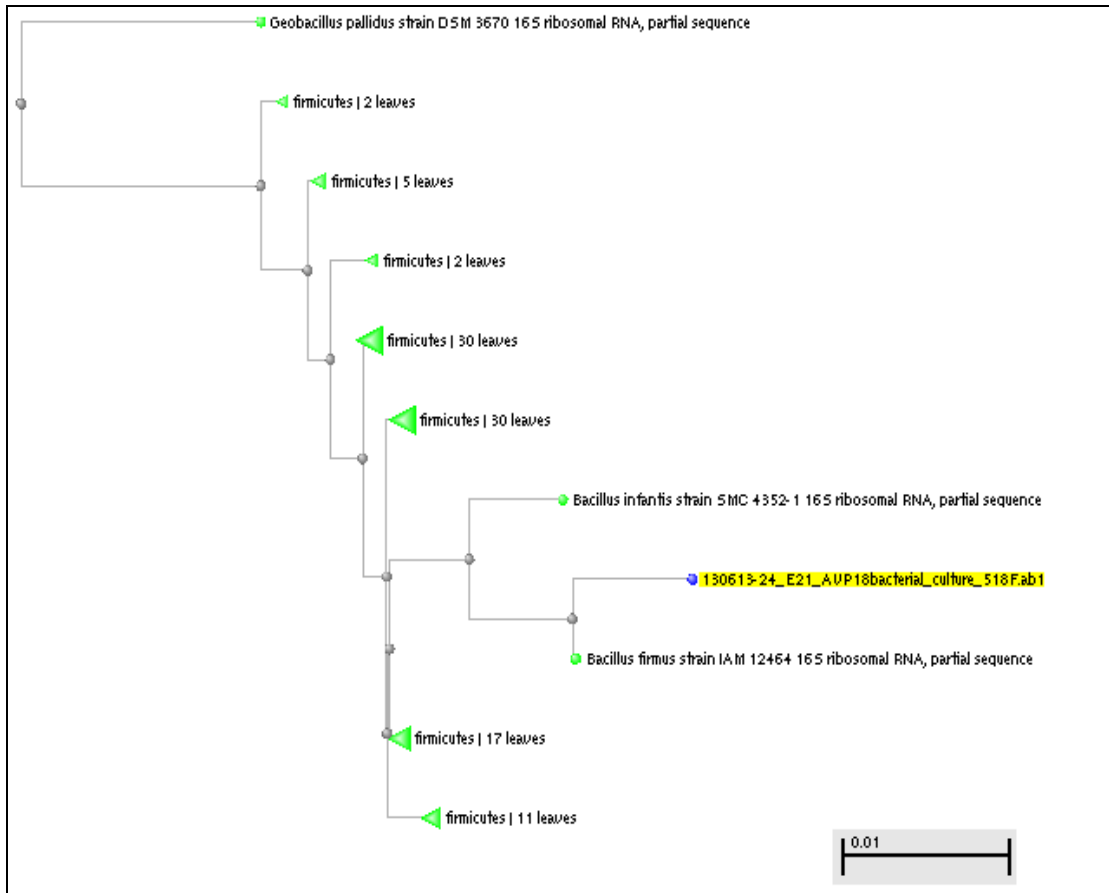 Geobacillus pallidus strain DSM 3670 16S ribosomal RNA, partial sequence
firmicutes | 2 leaves
firmicutes | 5 leaves
firmicutes | 2 leaves
firmicutes | 30 leaves
firmicutes | 30 leaves
Bacillus infantis strain SMC 4352-1 16S ribosomal RNA, partial sequence
130613-24_E21_AVP18bacterial_culture_518F.ab1
Bacillus firmus strain IAM 12464 16S ribosomal RNA, partial sequence
firmicutes | 17 leaves
firmicutes | 11 leaves
0.01